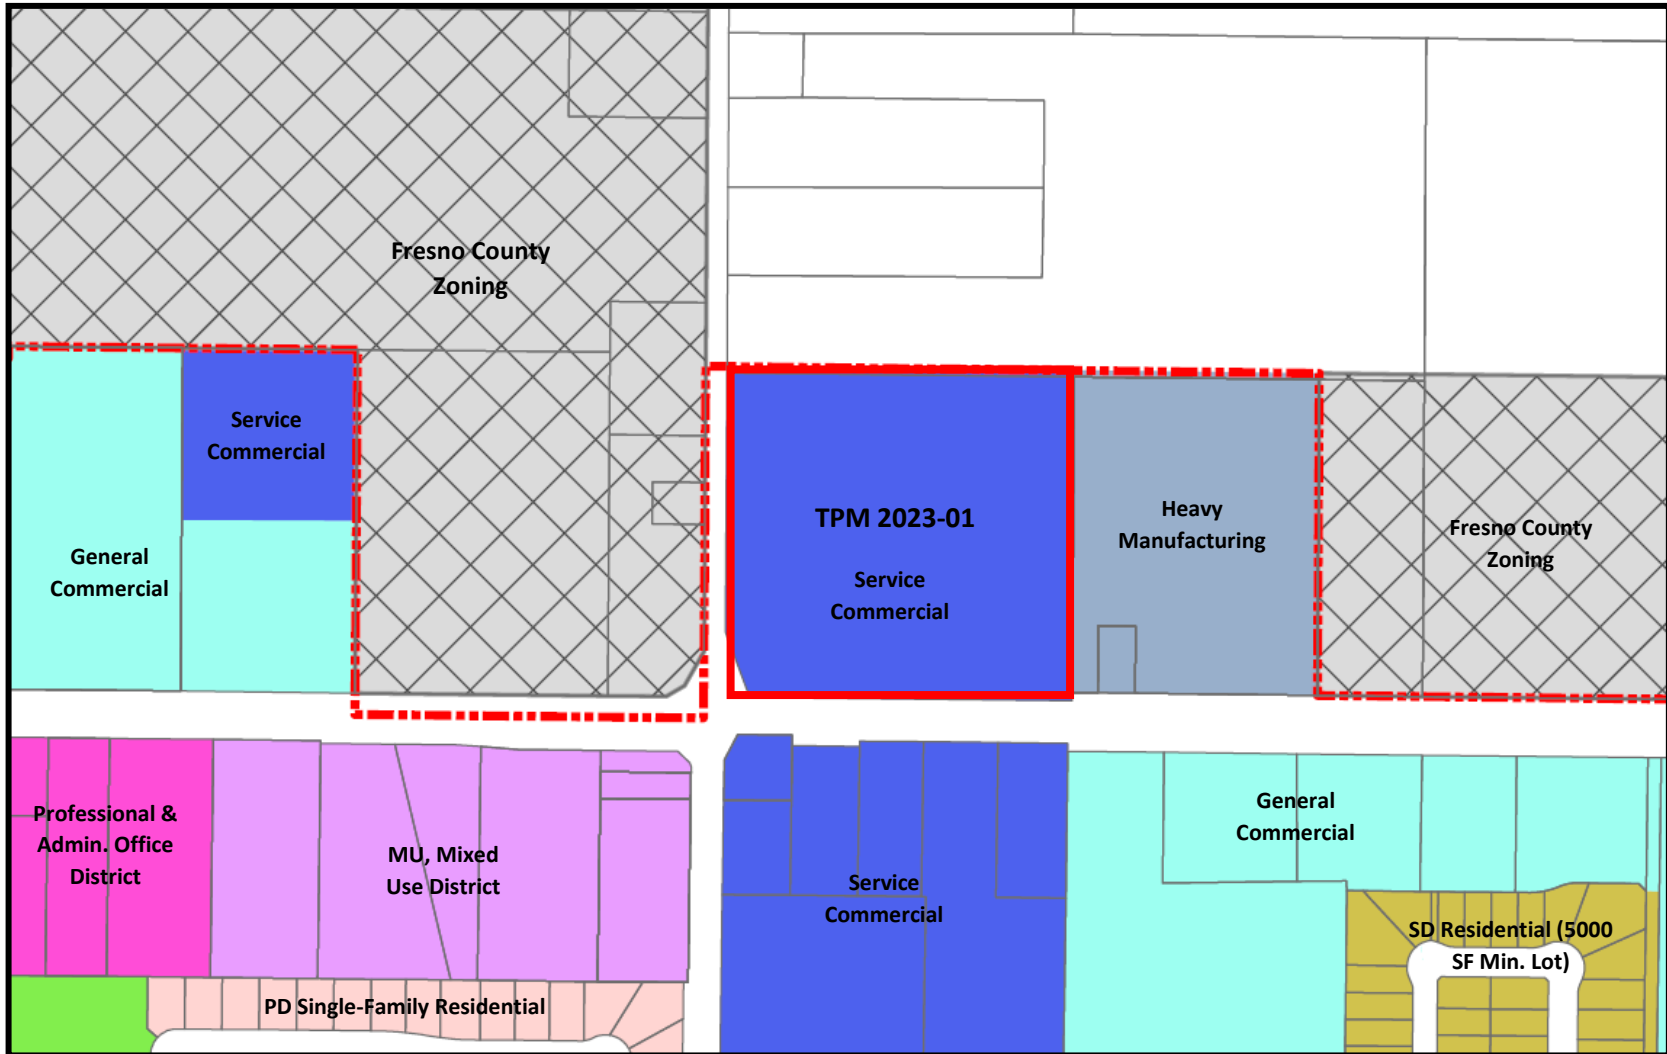 Fresno County
Zoning
Service
Commercial
General
Commercial
TPM 2023-01
Service
Commercial
Heavy
Manufacturing
Fresno County
Zoning
Professional &
Admin. Office
District
MU, Mixed
Use District
Service
Commercial
General
Commercial
SD Residential (5000
SF Min. Lot)
PD Single-Family Residential